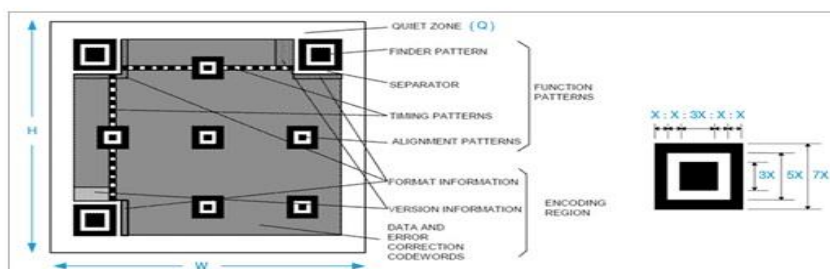 QUIET ZONE (Q)
FINDER PATTERN
SEPARATOR
TIMING PATTERNS
ALIGNMENT PATTERNS
FUNCTION
PATTERNS
FORMAT INFORMATION
VERSION INFORMATION
DATA AND
ERROR
CORRECTION
CODEWORDS
ENCODING
REGION
H
W
X : X : 3X : X : X
3X 5X 7X